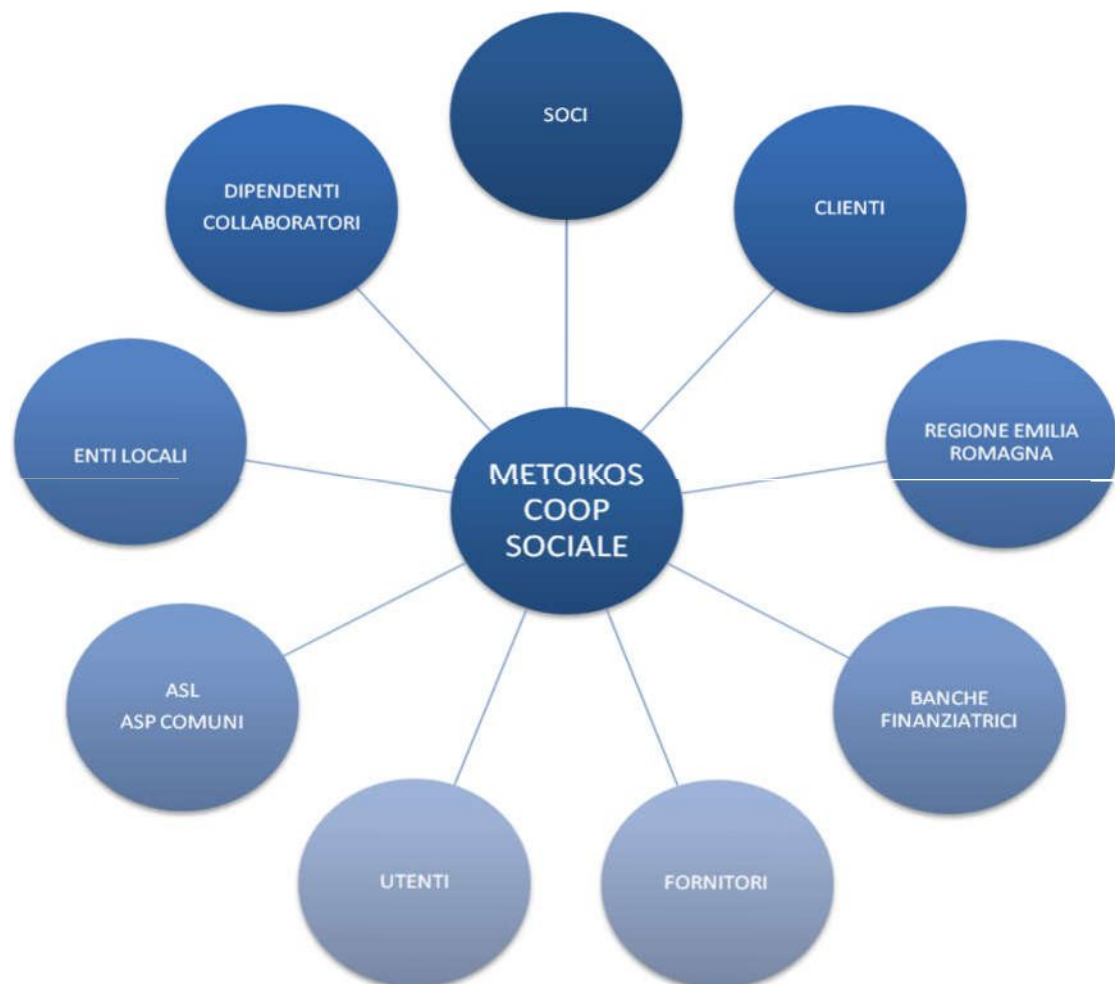 SOCI
DIPENDENTI
COLLABORATORI
CLIENTI
ENTI LOCALI
REGIONE EMILIA
ROMAGNA
METOIKOS
COOP
SOCIALE
ASL
ASP COMUNI
BANCHE
FINANZIATRICI
UTENTI
FORNITORI